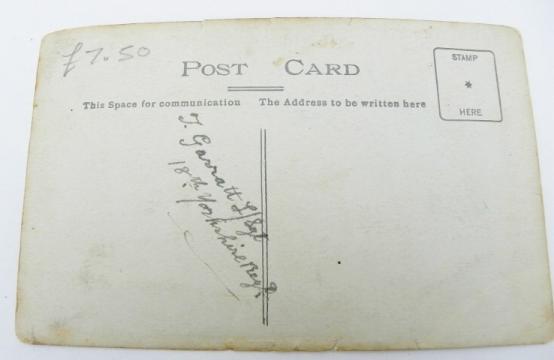 £7.50
POST CARD
STAMP
*
HERE
This Space for communication
The Address to be written here
T. Garratt L/Sgt
18th Yorkshire Regt.